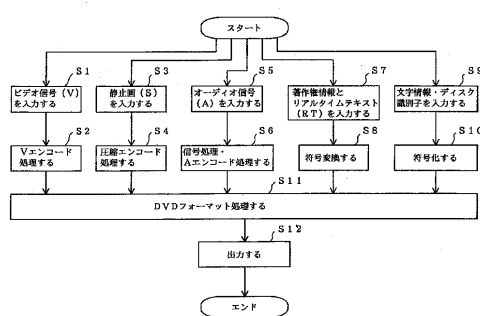 スタート
S1
ビデオ信号(V)
を入力する
S3
静止画(S)
を入力する
S5
オーディオ信号
(A)を入力する
S7
著作権情報と
リアルタイムテキスト
(RT)を入力する
S9
文字情報・ディスク
識別子を入力する
S2
Vエンコード
処理する
S4
圧縮エンコード
処理する
S6
信号処理・
Aエンコード処理する
S8
符号変換する
S10
符号化する
S11
DVDフォーマット処理する
S12
出力する
エンド